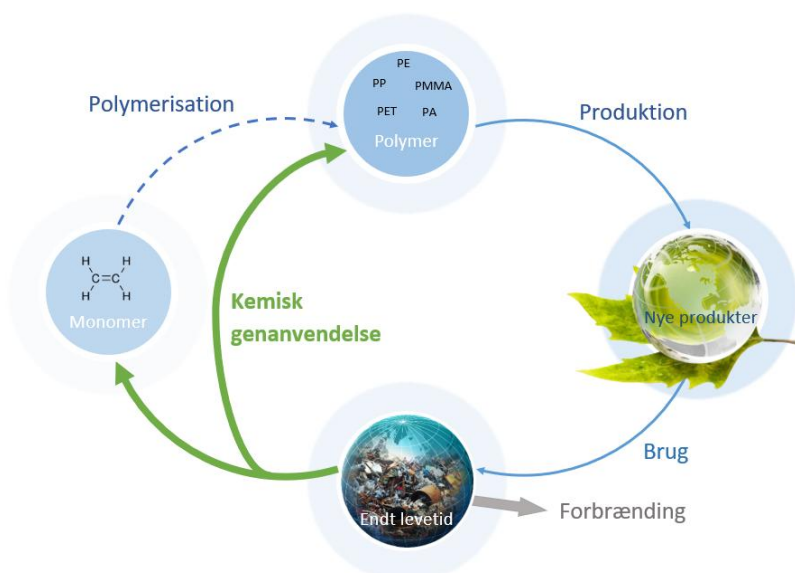 PE
PP
PMMA
PET
PA
Polymer
Polymerisation
Produktion
H
H
C=C
H
H
Monomer
Kemisk
genanvendelse
Nye produkter
Brug
Endt levetid
Forbrænding